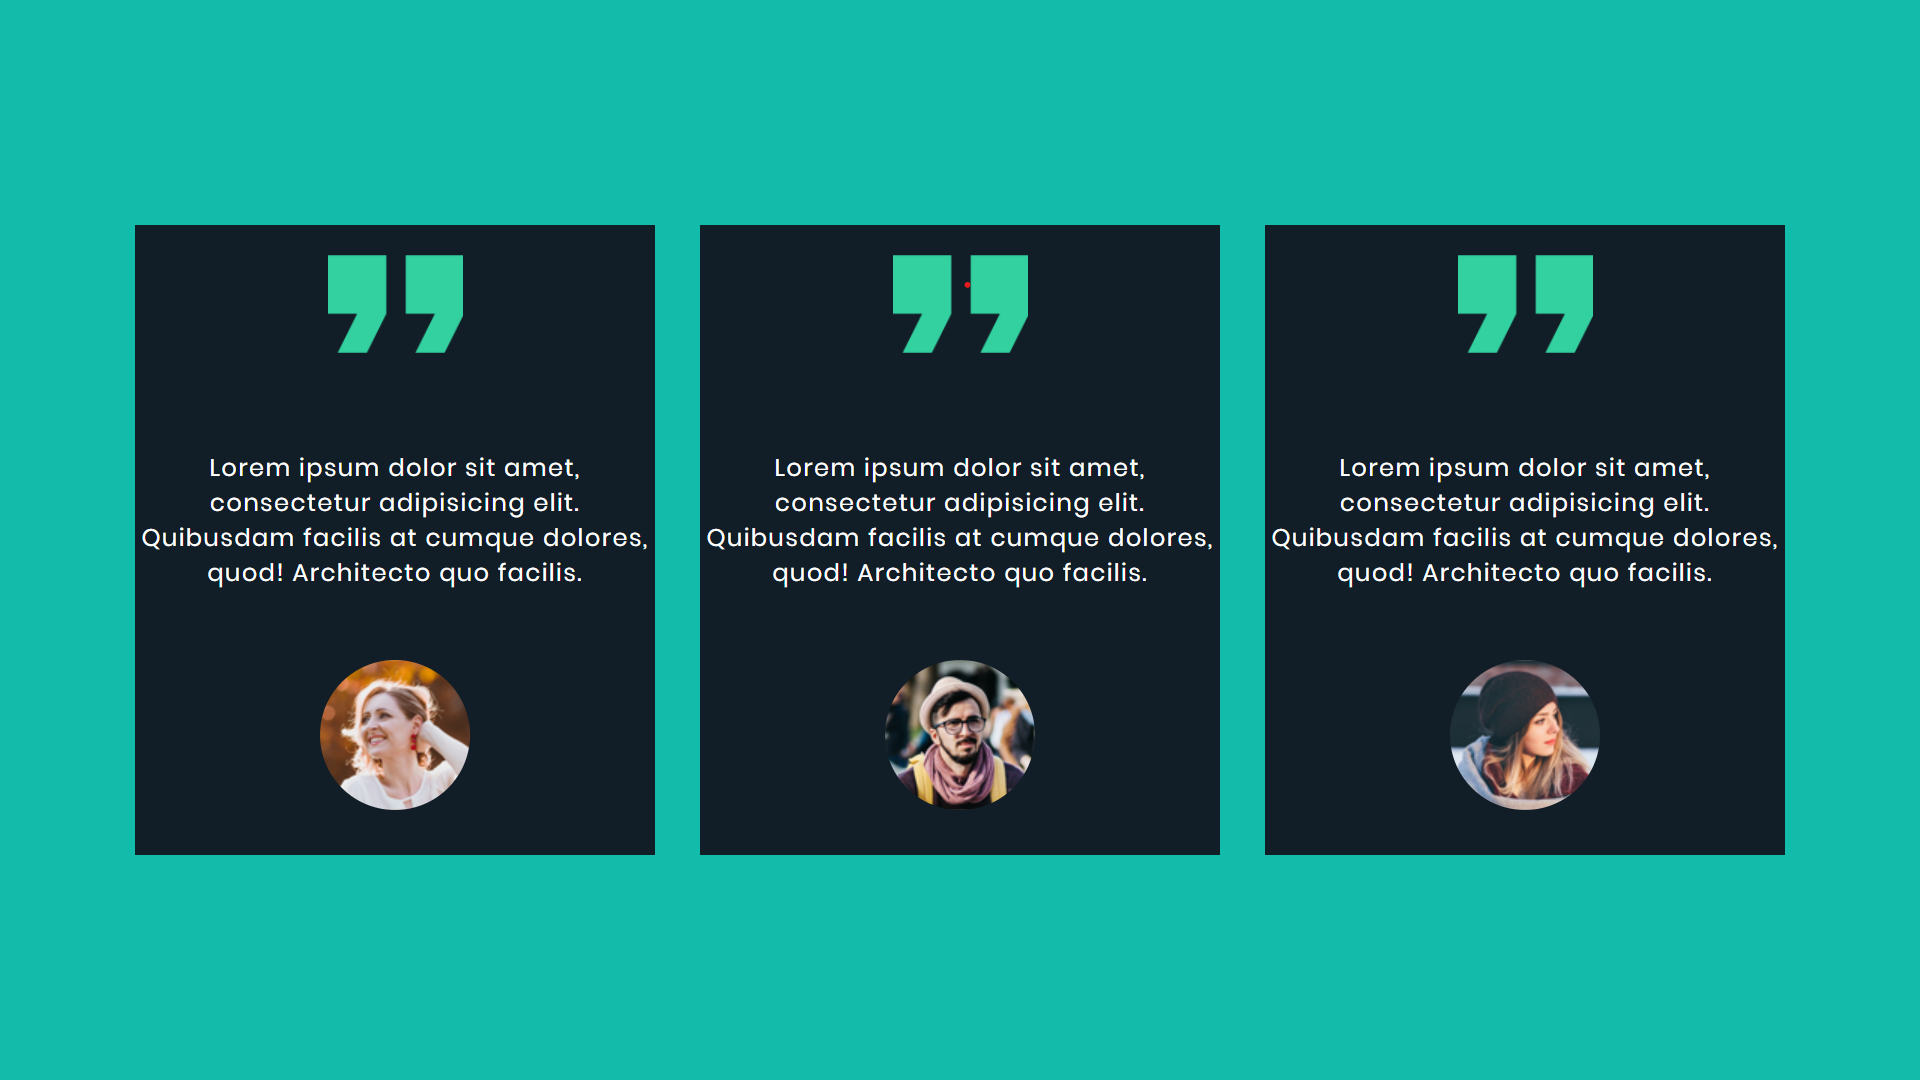 ”
Lorem ipsum dolor sit amet,
consectetur adipisicing elit.
Quibusdam facilis at cumque dolores,
quod! Architecto quo facilis.
”
Lorem ipsum dolor sit amet,
consectetur adipisicing elit.
Quibusdam facilis at cumque dolores,
quod! Architecto quo facilis.
”
Lorem ipsum dolor sit amet,
consectetur adipisicing elit.
Quibusdam facilis at cumque dolores,
quod! Architecto quo facilis.